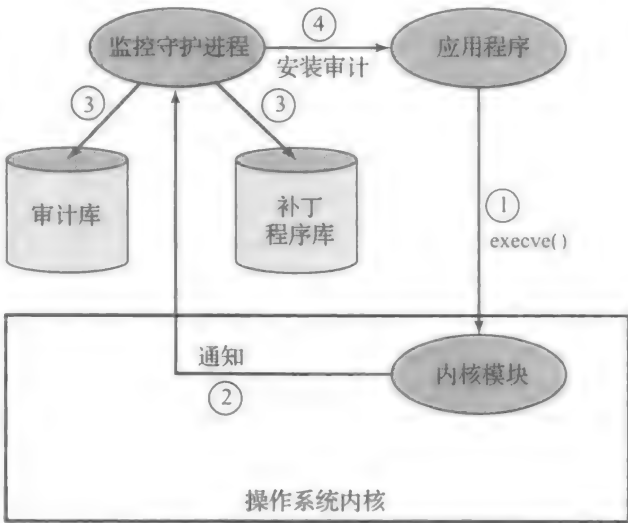 监控守护进程
④
安装审计
应用程序
③
③
审计库
补丁
程序库
①
execve()
通知
②
内核模块
操作系统内核